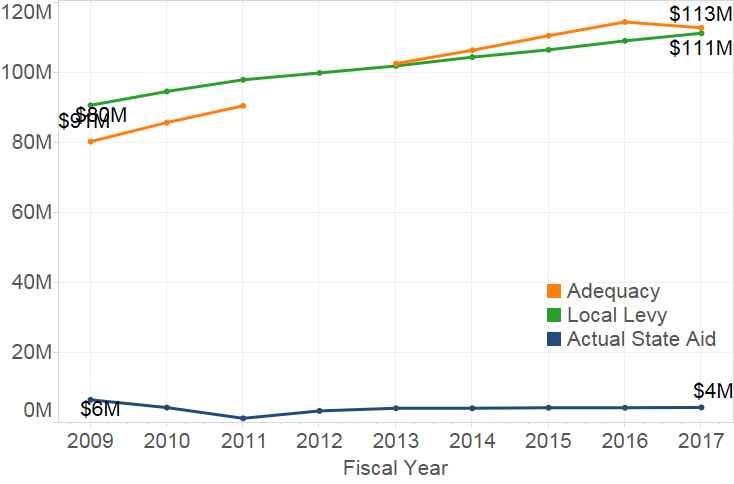 120M
$113M
$111M
100M
$80M
$91M
80M
60M
40M
Adequacy
Local Levy
Actual State Aid
20M
$4M
0M
$6M
2009 2010 2011 2012 2013 2014 2015 2016 2017
Fiscal Year